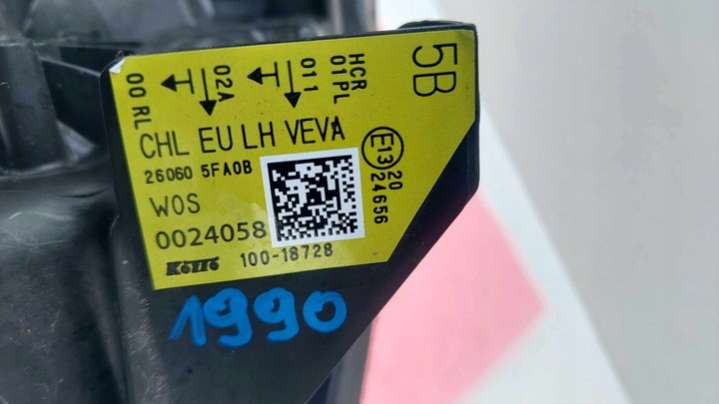 00 RL
02A
011
HCR
01PL
5B
CHL EU LH VEVA
26060 5FA0B
E13
20
24656
W0S
0024058
KOITO
100-18728
1990